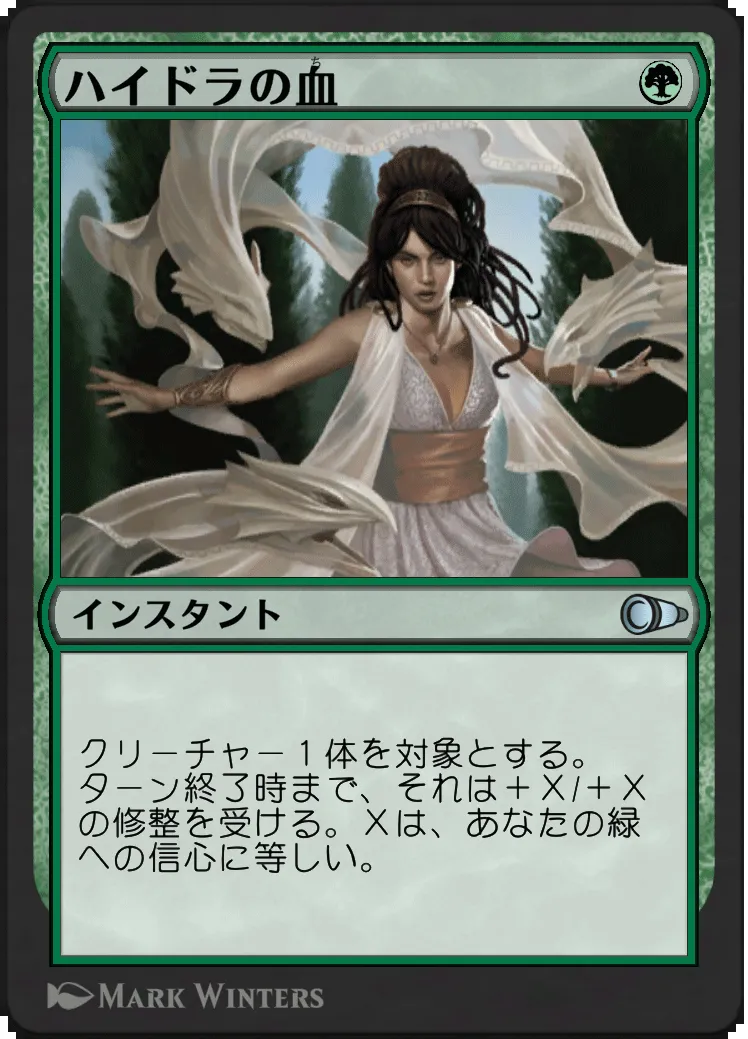 ハイドラの血
ち
インスタント
クリーチャー１体を対象とする。
ターン終了時まで、それは＋Ｘ/＋Ｘ
の修整を受ける。Ｘは、あなたの緑
への信心に等しい。
MARK WINTERS